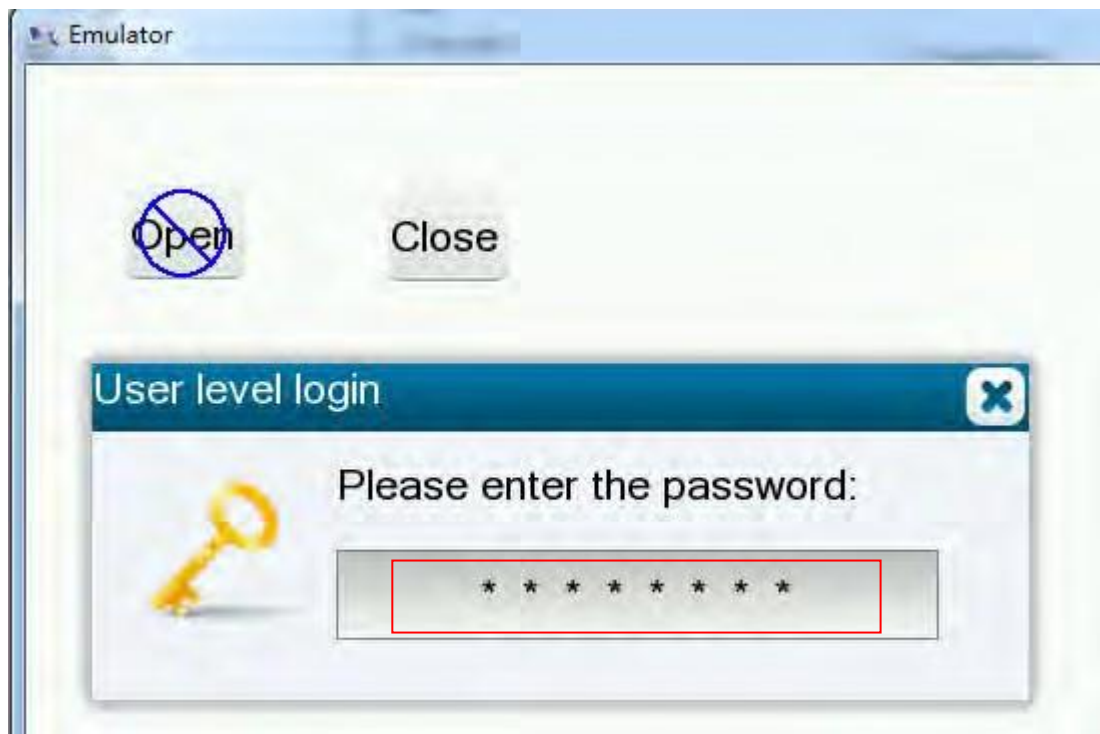 Emulator
Open
Close
User level login
Please enter the password:
* * * * * * * *